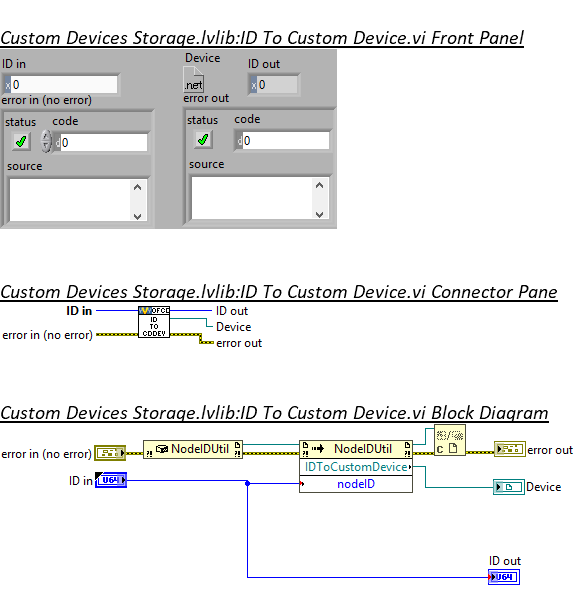 Custom Devices Storage.lvlib:ID To Custom Device.vi Front Panel
ID in
x 0
error in (no error)
status code
d 0
source
Device
.net
ID out
x 0
error out
status code
d 0
source
Custom Devices Storage.lvlib:ID To Custom Device.vi Connector Pane
ID in
error in (no error)
OFCE
ID
TO
CDDEV
ID out
Device
error out
Custom Devices Storage.lvlib:ID To Custom Device.vi Block Diagram
error in (no error)
NodeIDUtil
NodeIDUtil
IDToCustomDevice
nodeID
C
error out
ID in
U64
Device
ID out
U64